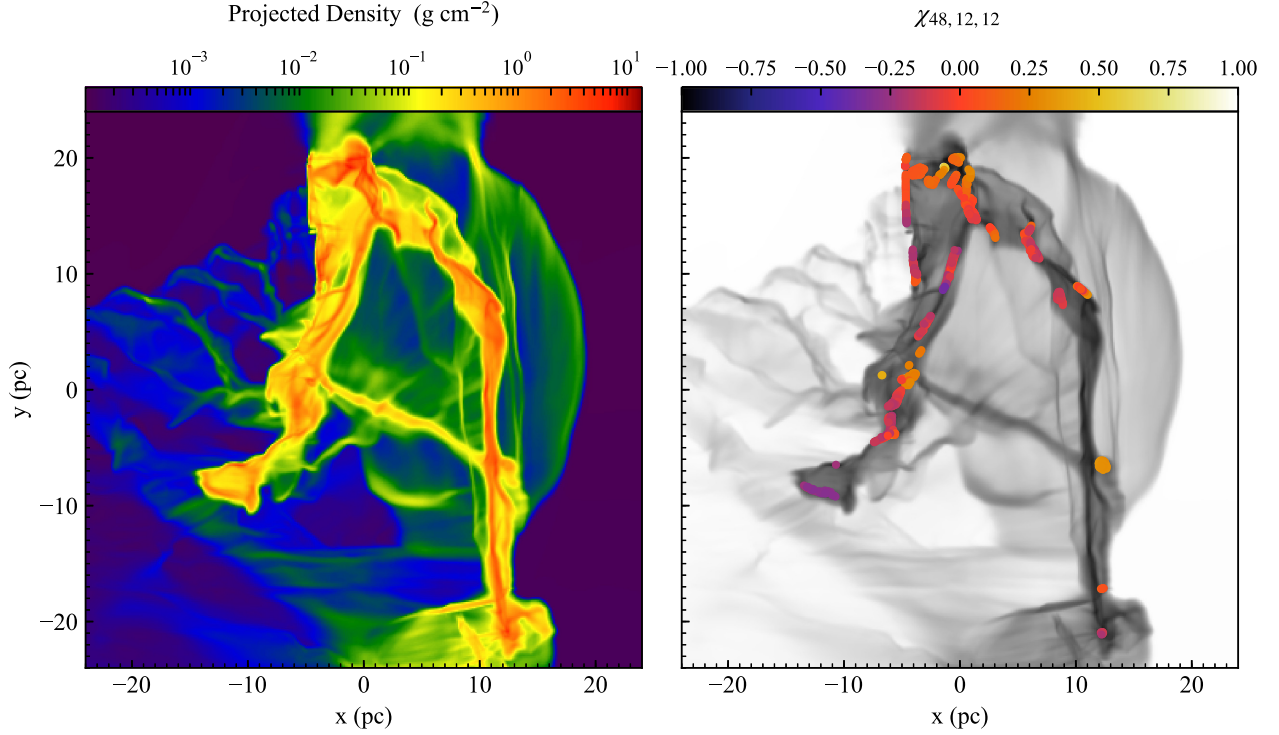 Projected Density (g cm⁻²)
10⁻³ 10⁻² 10⁻¹ 10⁰ 10¹
20
10
0
−10
−20
y (pc)
−20 −10 0 10 20
x (pc)
χ₄₈,₁₂,₁₂
−1.00 −0.75 −0.50 −0.25 0.00 0.25 0.50 0.75 1.00
−20 −10 0 10 20
x (pc)